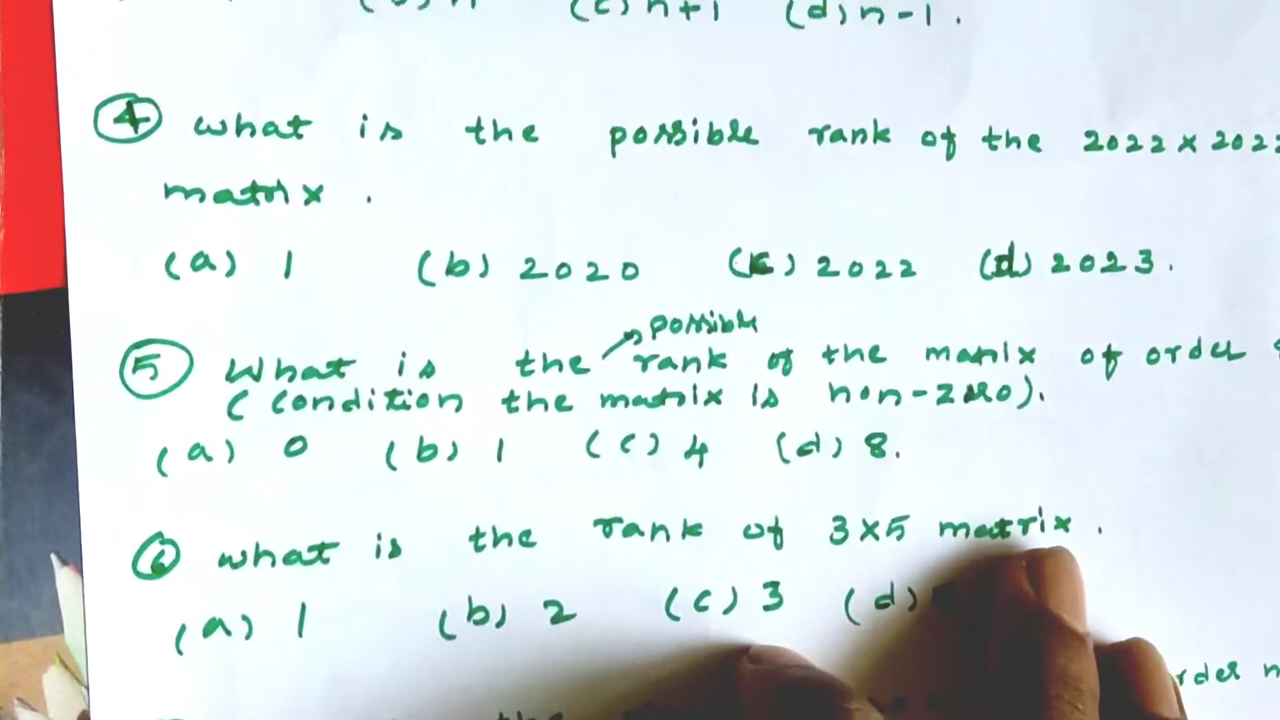 (c) n+1 (d) n-1.
④ what is the possible rank of the 2022 x 2022
matrix.
(a) 1 (b) 2020 (c) 2022 (d) 2023.
possible
⑤ What is the rank of the matrix of order
(condition the matrix is non-zero).
(a) 0 (b) 1 (c) 4 (d) 8.
⑥ what is the rank of 3x5 matrix.
(a) 1 (b) 2 (c) 3 (d)
the